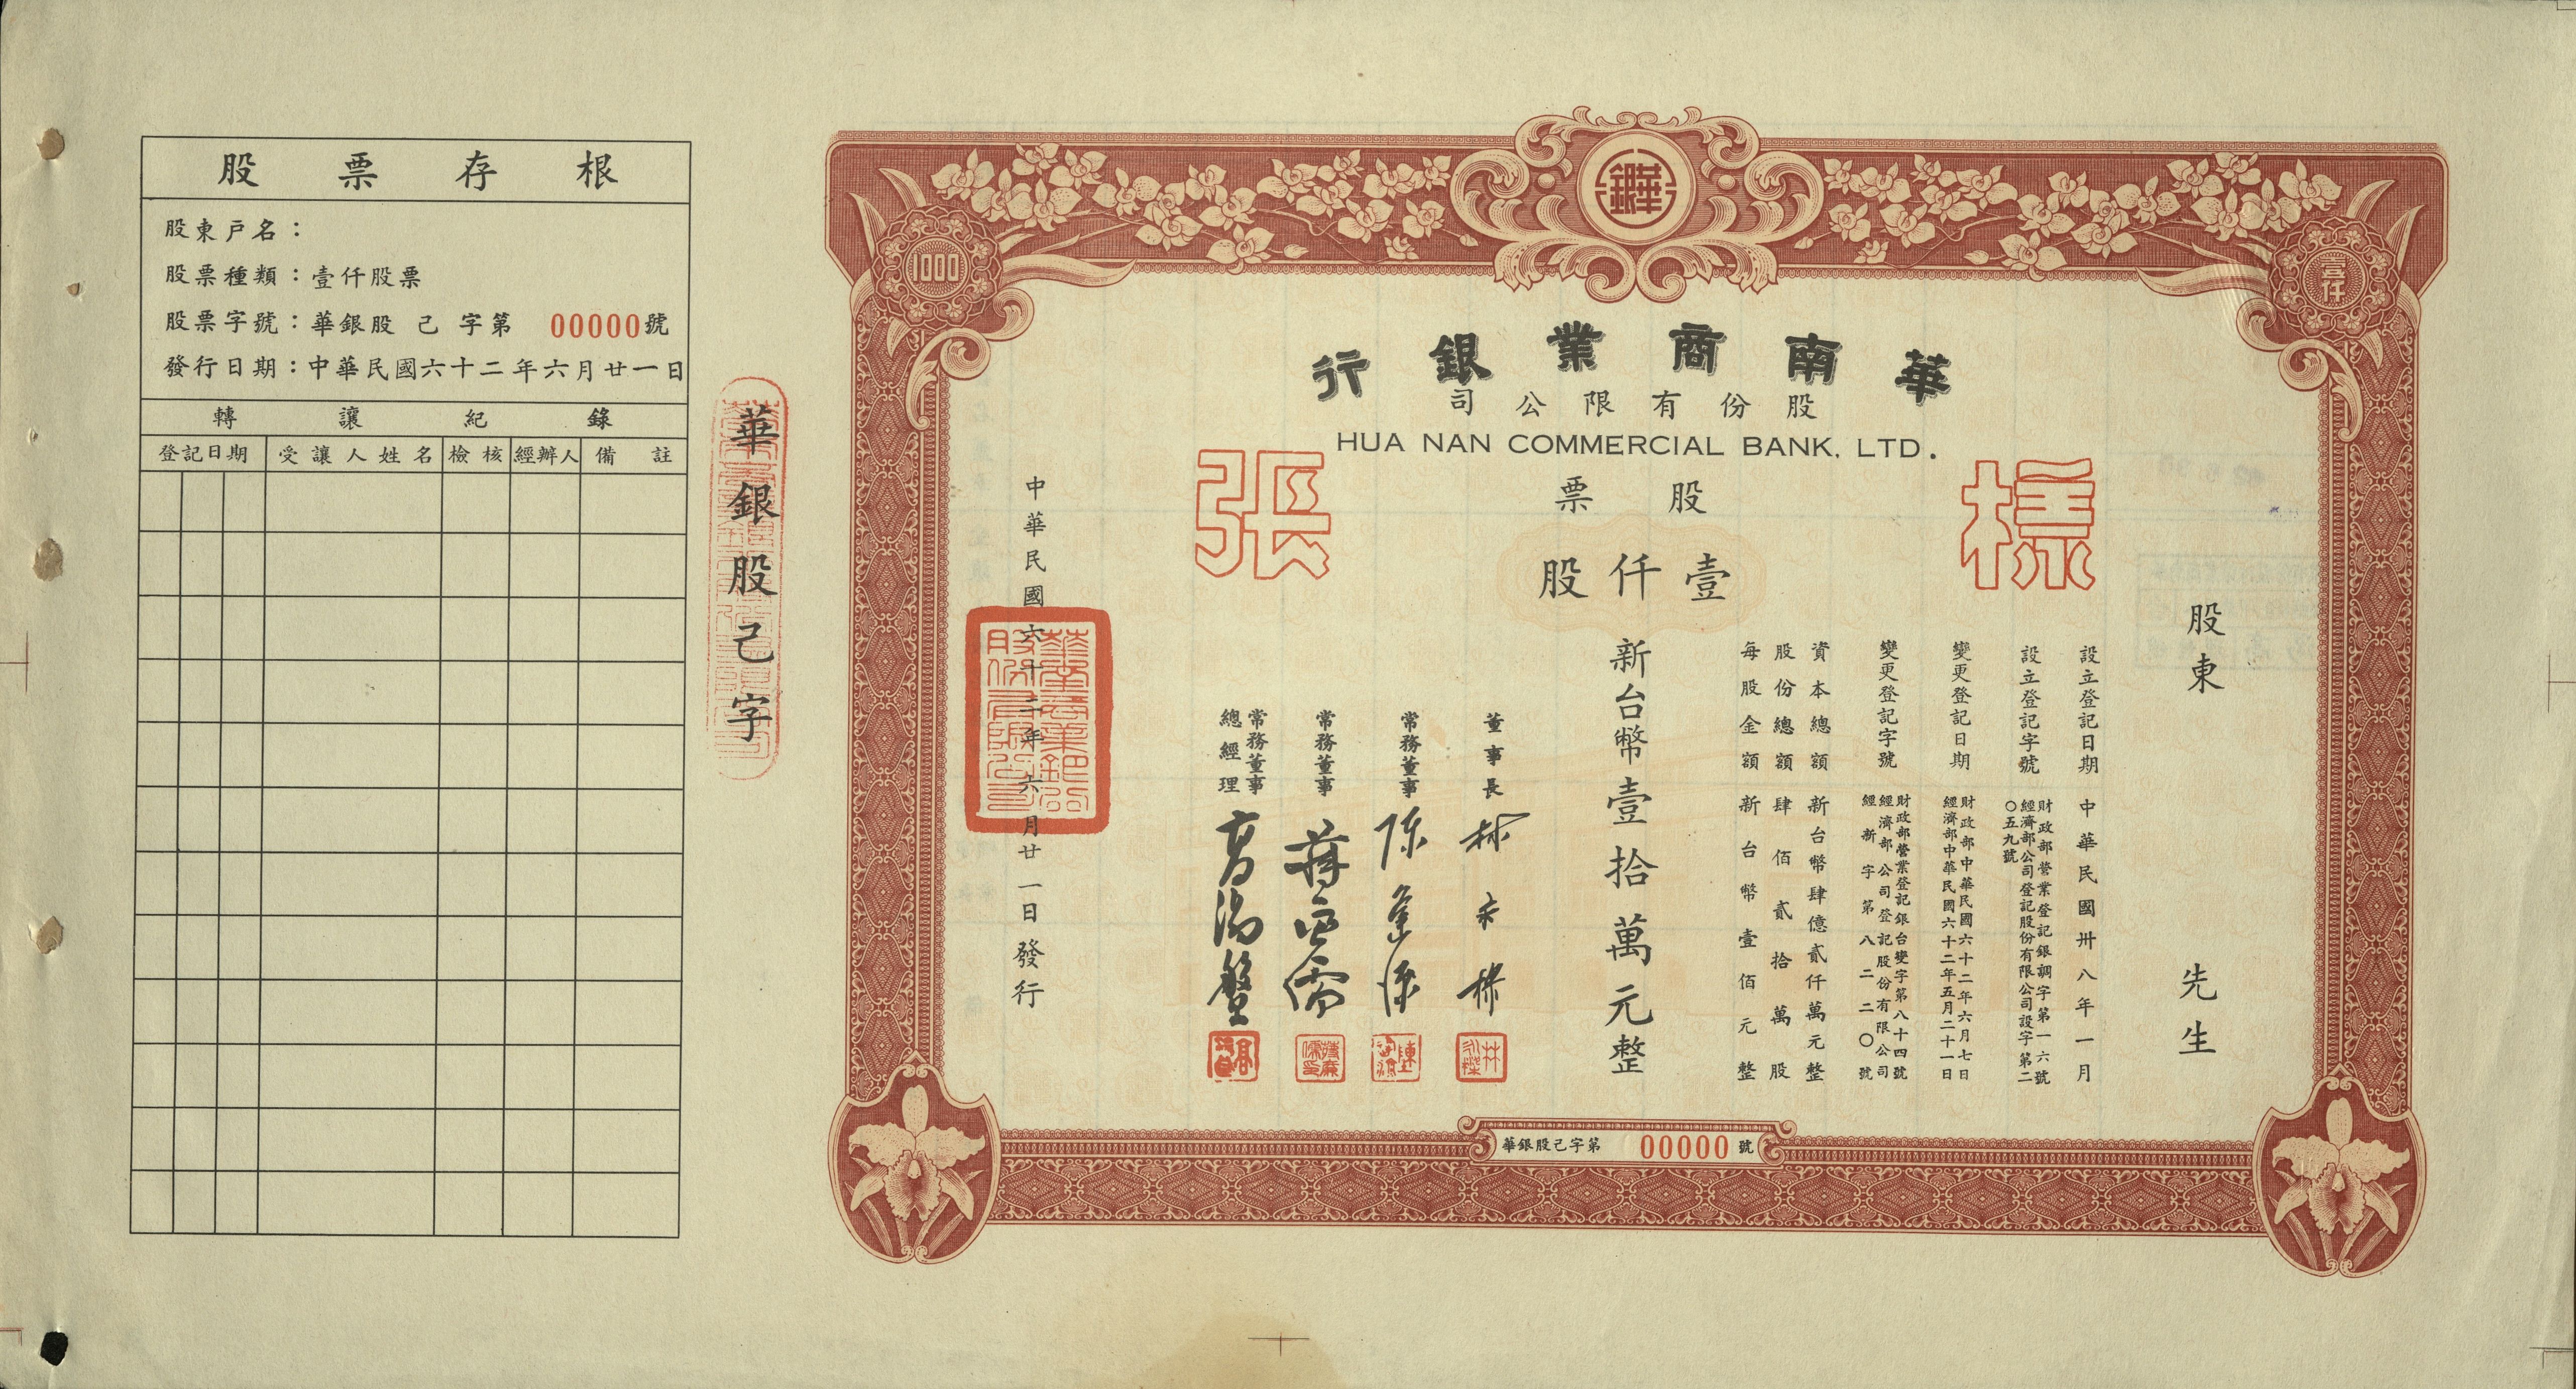 股票存根
股東戶名：
股票種類：壹仟股票
股票字號：華銀股 己 字第 00000號
發行日期：中華民國六十二年六月廿一日
轉讓紀錄
登記日期 受讓人姓名 檢核 經辦人 備註
華銀股己字
1000
華銀
壹仟
華南商業銀行
股份有限公司
HUA NAN COMMERCIAL BANK, LTD.
樣張
股票
壹仟股
股東 先生
設立登記日期 中華民國卅八年一月
設立登記字號 財政部營業登記銀調字第一六號
經濟部公司登記股份有限公司設字第二
〇五九號
變更登記日期 財政部中華民國六十二年六月七日
經濟部中華民國六十二年五月二十一日
變更登記字號 財政部營業登記銀台變字第八十四號
經濟部公司登記股份有限公司
經新字第八二二〇號
資本總額 新台幣肆億貳仟萬元整
股份總額 肆佰貳拾萬股
每股金額 新台幣壹佰元整
新台幣壹拾萬元整
董事長
常務董事
常務董事
常務董事
總經理
中華民國六十二年六月廿一日發行
華南商業銀行股份有限公司
華銀股己字第 00000 號